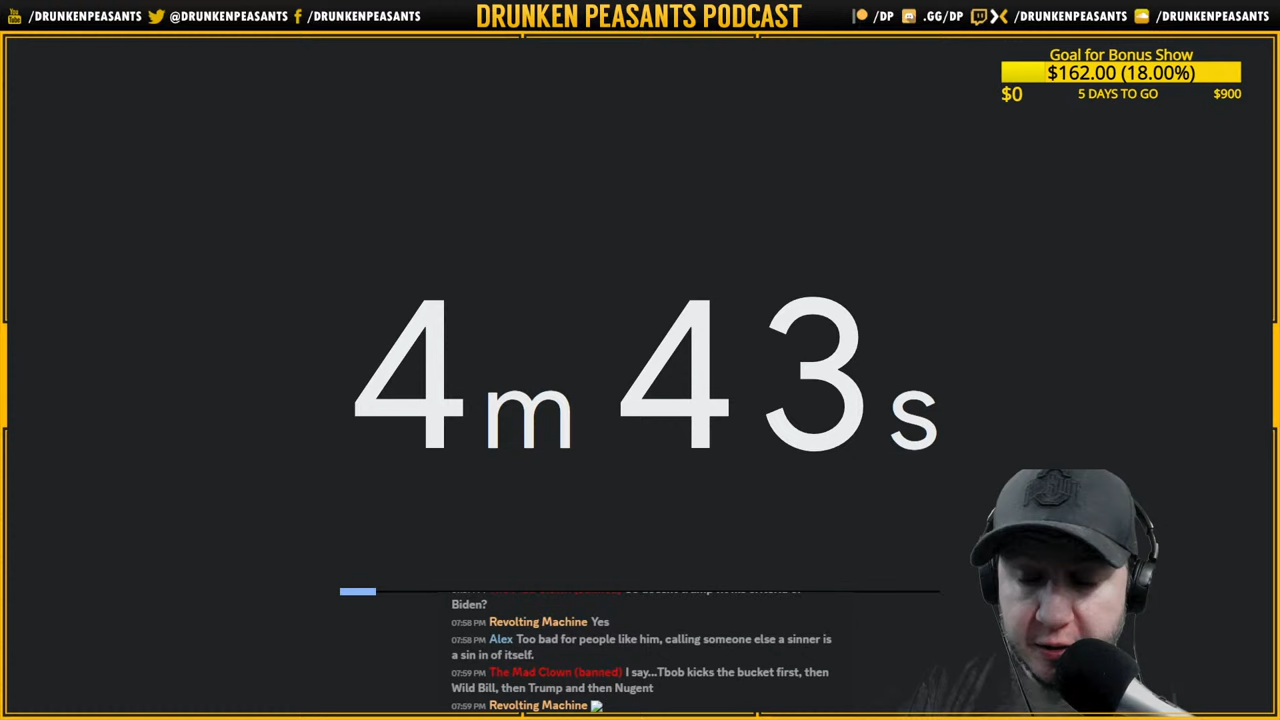 /DRUNKENPEASANTS @DRUNKENPEASANTS /DRUNKENPEASANTS DRUNKEN PEASANTS PODCAST /DP .GG/DP /DRUNKENPEASANTS /DRUNKENPEASANTS
Goal for Bonus Show
$162.00 (18.00%)
$0 5 DAYS TO GO $900
4m 43s
Biden?
07:58 PM Revolting Machine Yes
07:58 PM Alex Too bad for people like him, calling someone else a sinner is
a sin in of itself.
07:59 PM The Mad Clown (banned) I say...Tbob kicks the bucket first, then
Wild Bill, then Trump and then Nugent
07:59 PM Revolting Machine